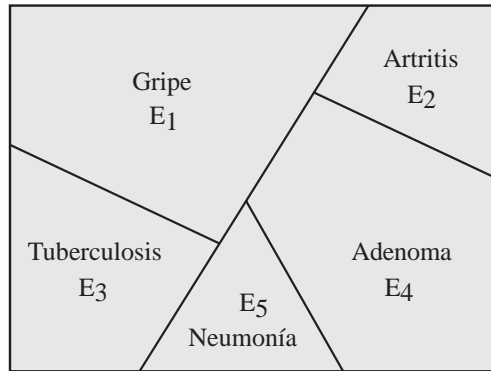 Gripe
E1
Artritis
E2
Tuberculosis
E3
Adenoma
E4
E5
Neumonía